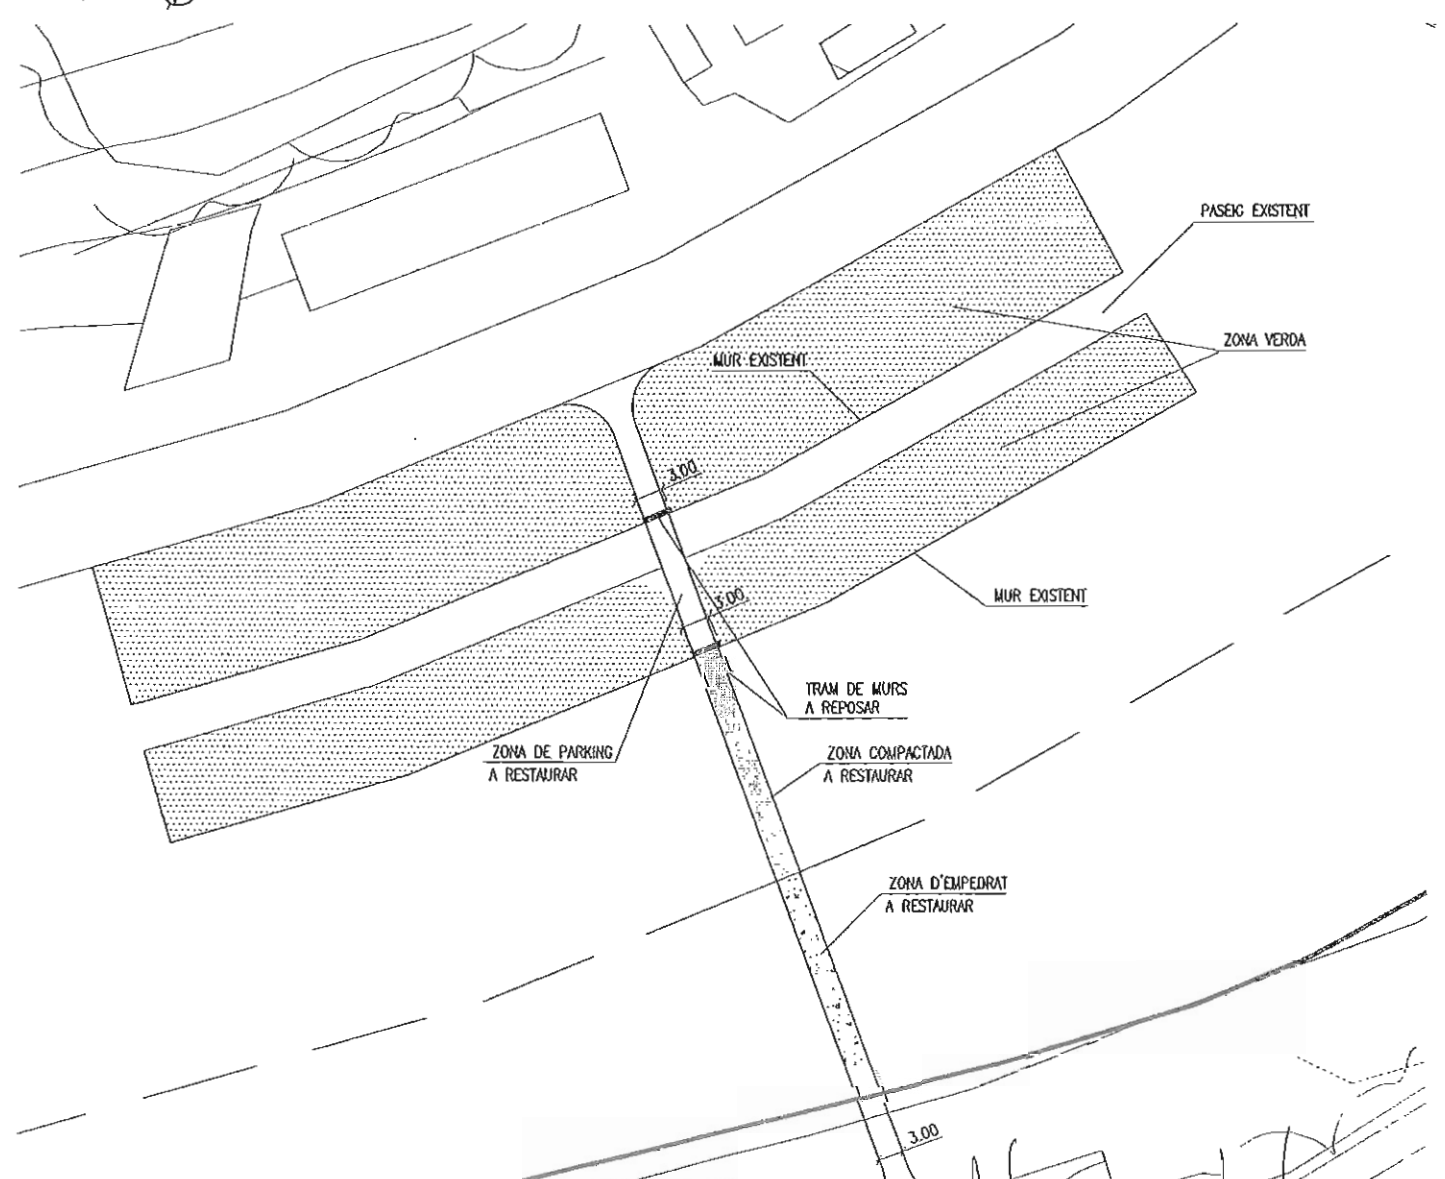 PASEIG EXISTENT
ZONA VERDA
MUR EXISTENT
3.00
3.00
MUR EXISTENT
TRAM DE MURS
A REPOSAR
ZONA DE PARKING
A RESTAURAR
ZONA COMPACTADA
A RESTAURAR
ZONA D'EMPEDRAT
A RESTAURAR
3.00